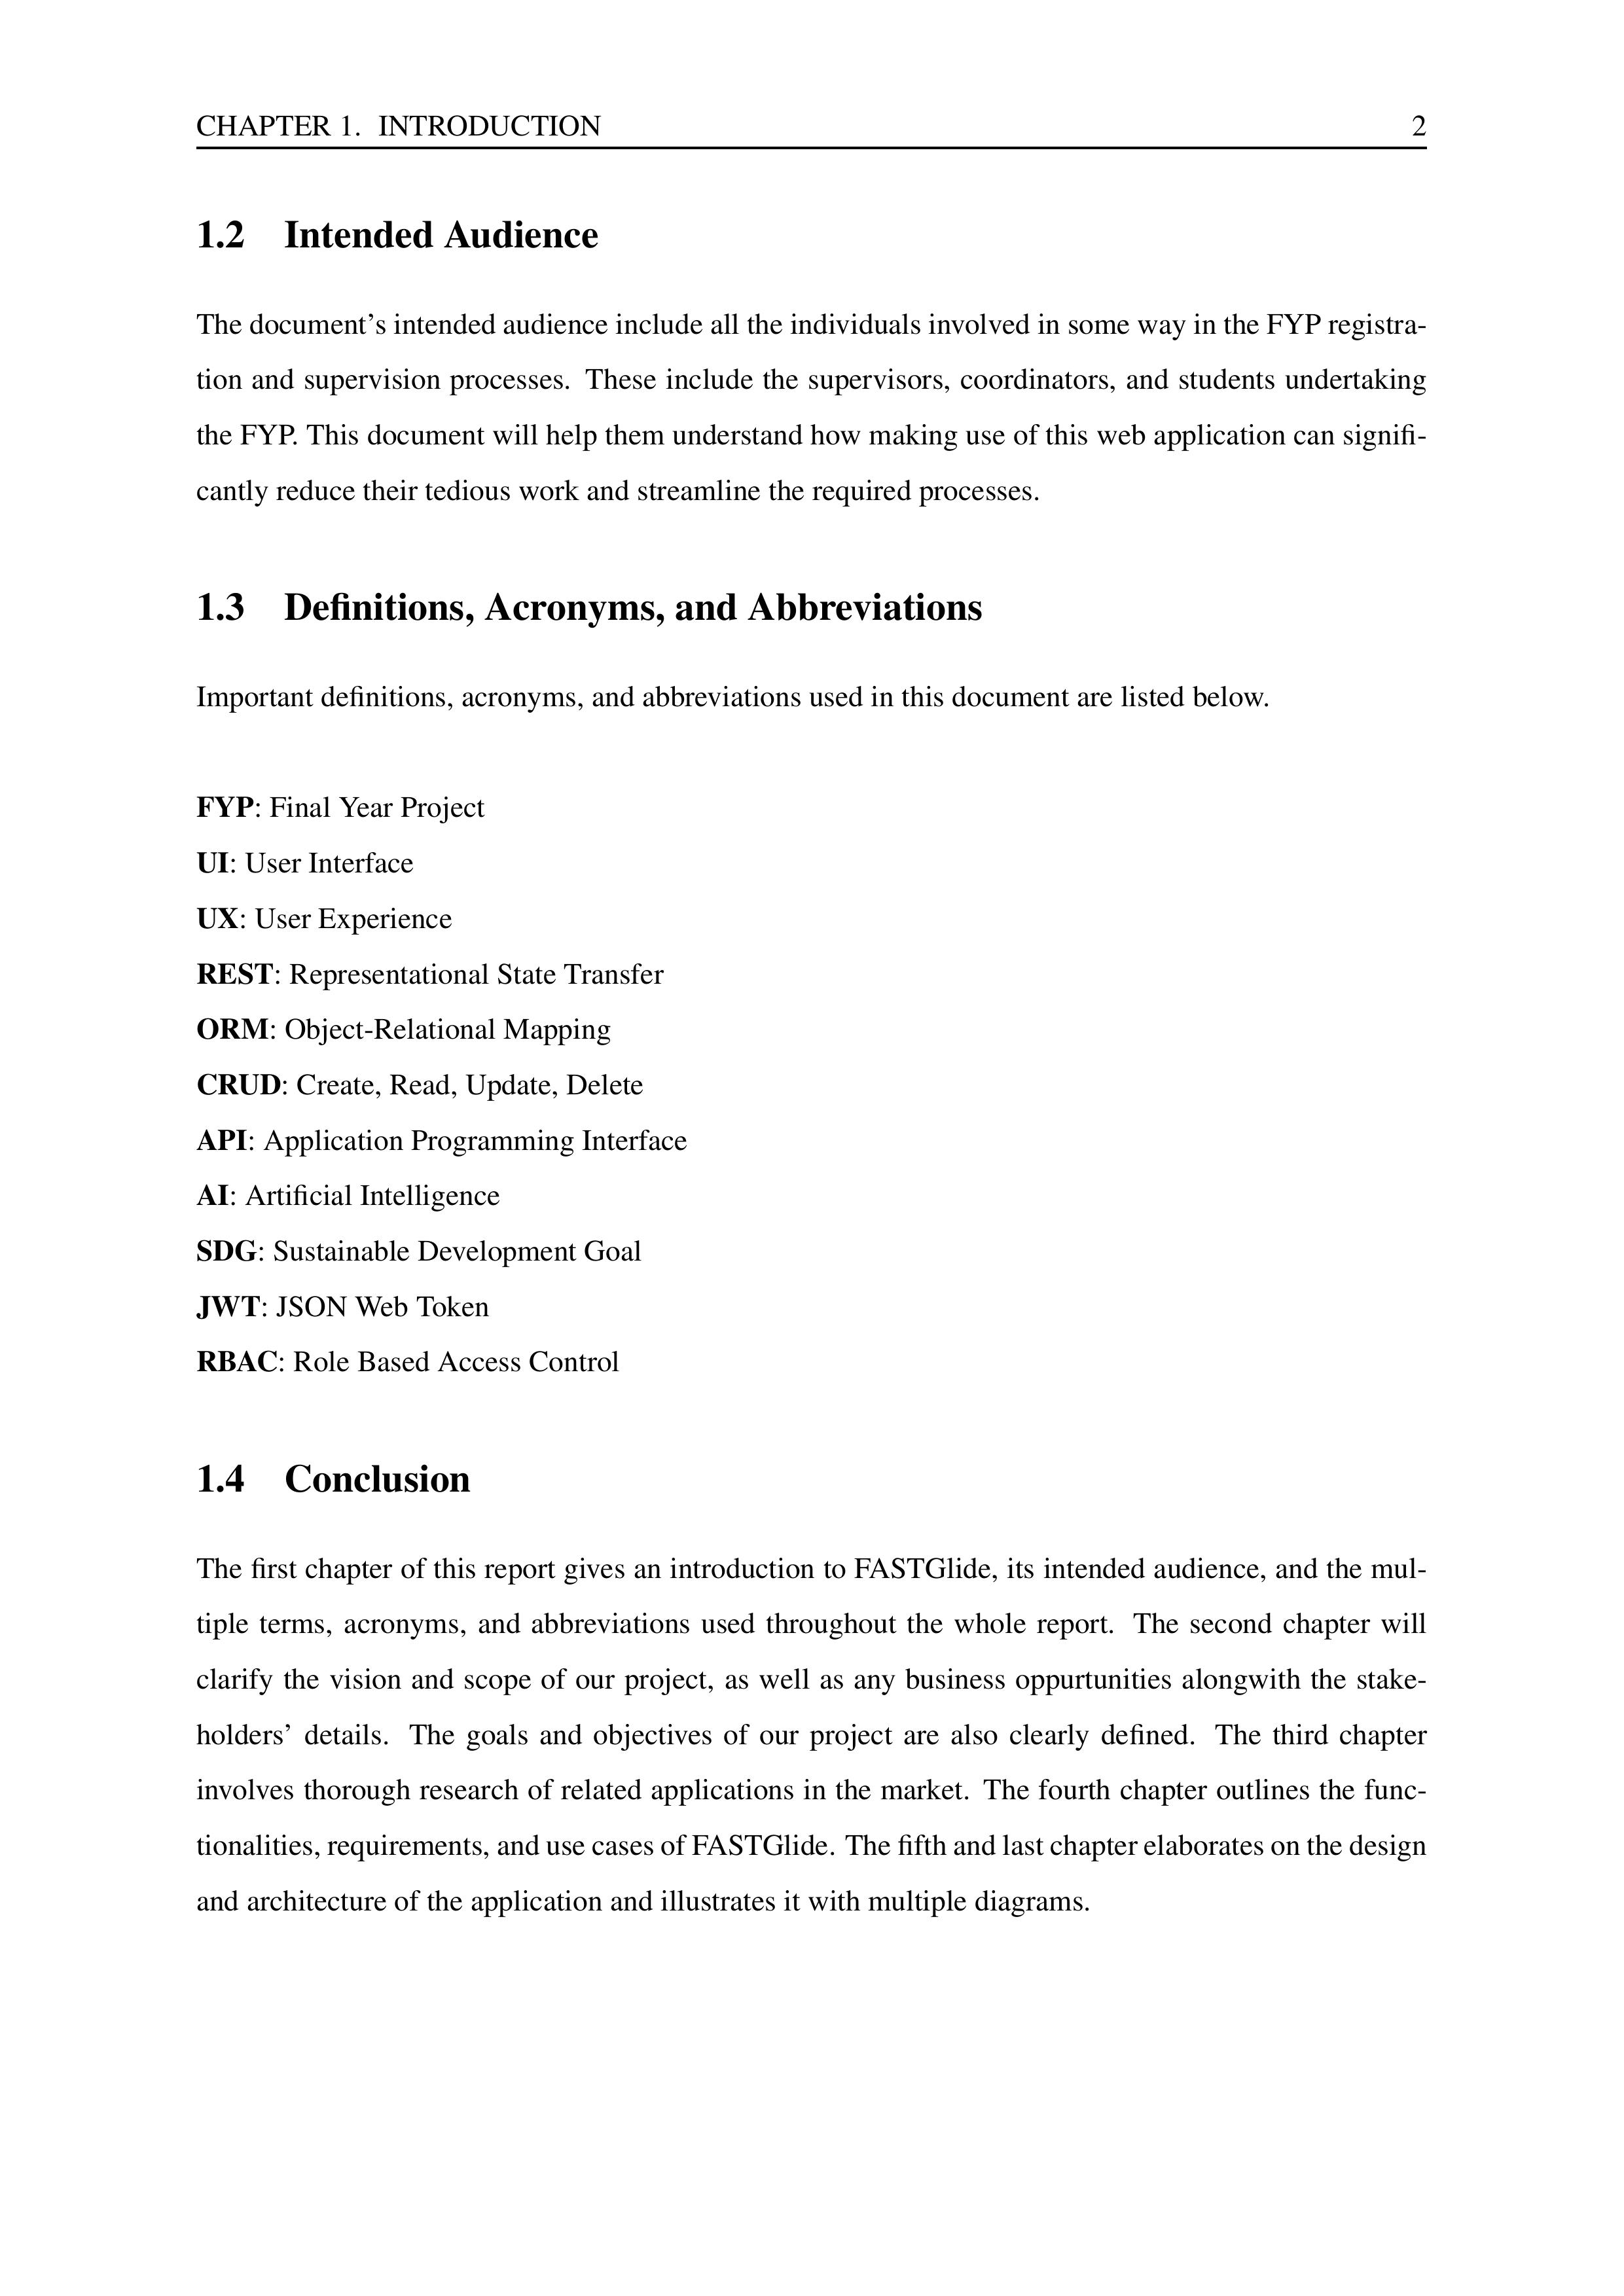 CHAPTER 1. INTRODUCTION 2
1.2 Intended Audience
The document's intended audience include all the individuals involved in some way in the FYP registra-
tion and supervision processes. These include the supervisors, coordinators, and students undertaking
the FYP. This document will help them understand how making use of this web application can signifi-
cantly reduce their tedious work and streamline the required processes.
1.3 Definitions, Acronyms, and Abbreviations
Important definitions, acronyms, and abbreviations used in this document are listed below.
FYP: Final Year Project
UI: User Interface
UX: User Experience
REST: Representational State Transfer
ORM: Object-Relational Mapping
CRUD: Create, Read, Update, Delete
API: Application Programming Interface
AI: Artificial Intelligence
SDG: Sustainable Development Goal
JWT: JSON Web Token
RBAC: Role Based Access Control
1.4 Conclusion
The first chapter of this report gives an introduction to FASTGlide, its intended audience, and the mul-
tiple terms, acronyms, and abbreviations used throughout the whole report. The second chapter will
clarify the vision and scope of our project, as well as any business oppurtunities alongwith the stake-
holders' details. The goals and objectives of our project are also clearly defined. The third chapter
involves thorough research of related applications in the market. The fourth chapter outlines the func-
tionalities, requirements, and use cases of FASTGlide. The fifth and last chapter elaborates on the design
and architecture of the application and illustrates it with multiple diagrams.